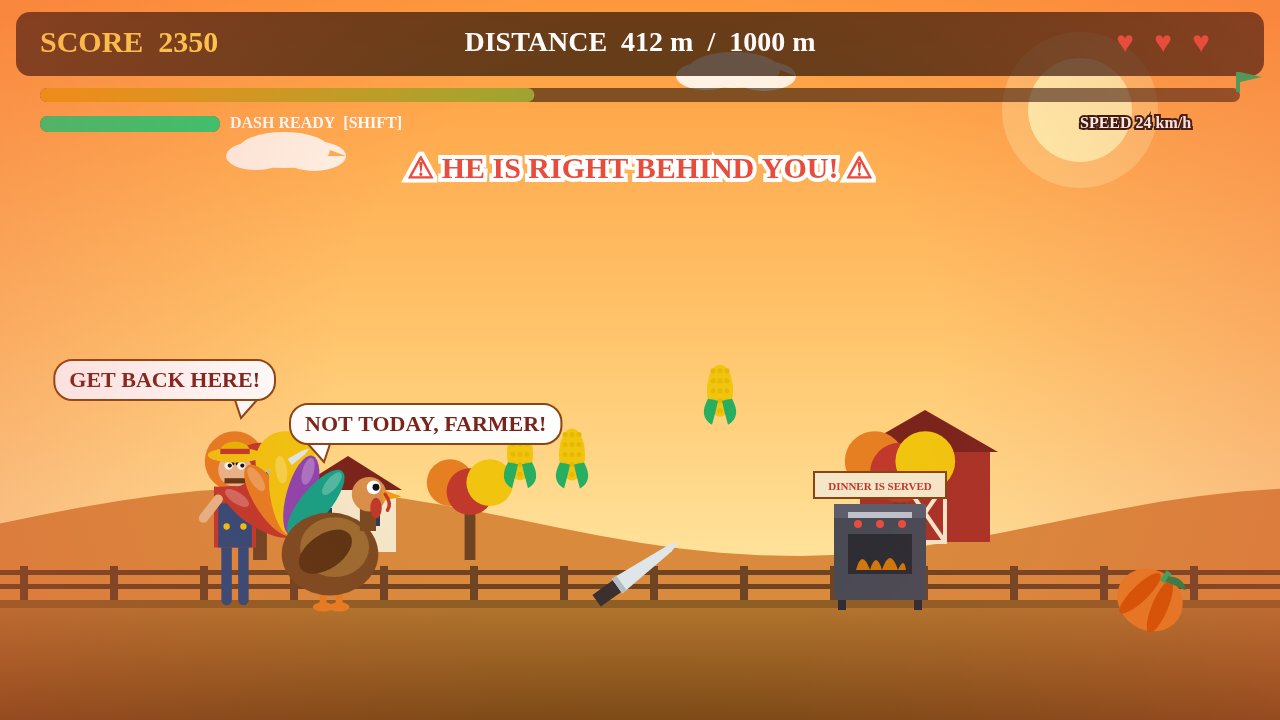 SCORE 2350
DISTANCE 412 m / 1000 m
DASH READY [SHIFT]
SPEED 24 km/h
⚠ HE IS RIGHT BEHIND YOU! ⚠
GET BACK HERE!
NOT TODAY, FARMER!
DINNER IS SERVED